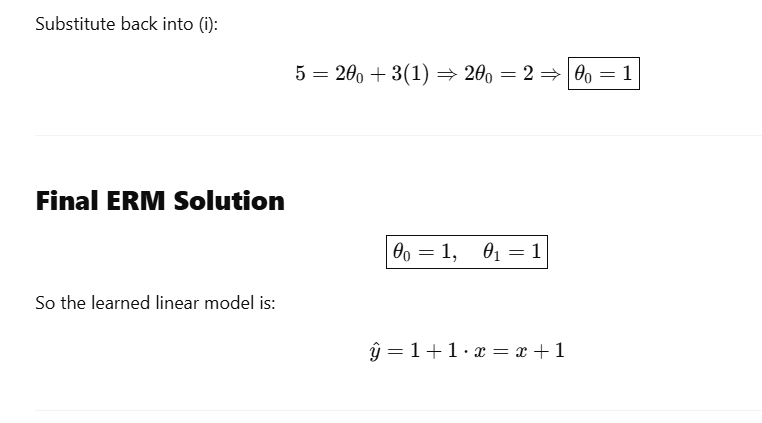 Substitute back into (i):
5 = 2θ₀ + 3(1) ⇒ 2θ₀ = 2 ⇒ θ₀ = 1
Final ERM Solution
θ₀ = 1, θ₁ = 1
So the learned linear model is:
ŷ = 1 + 1 · x = x + 1